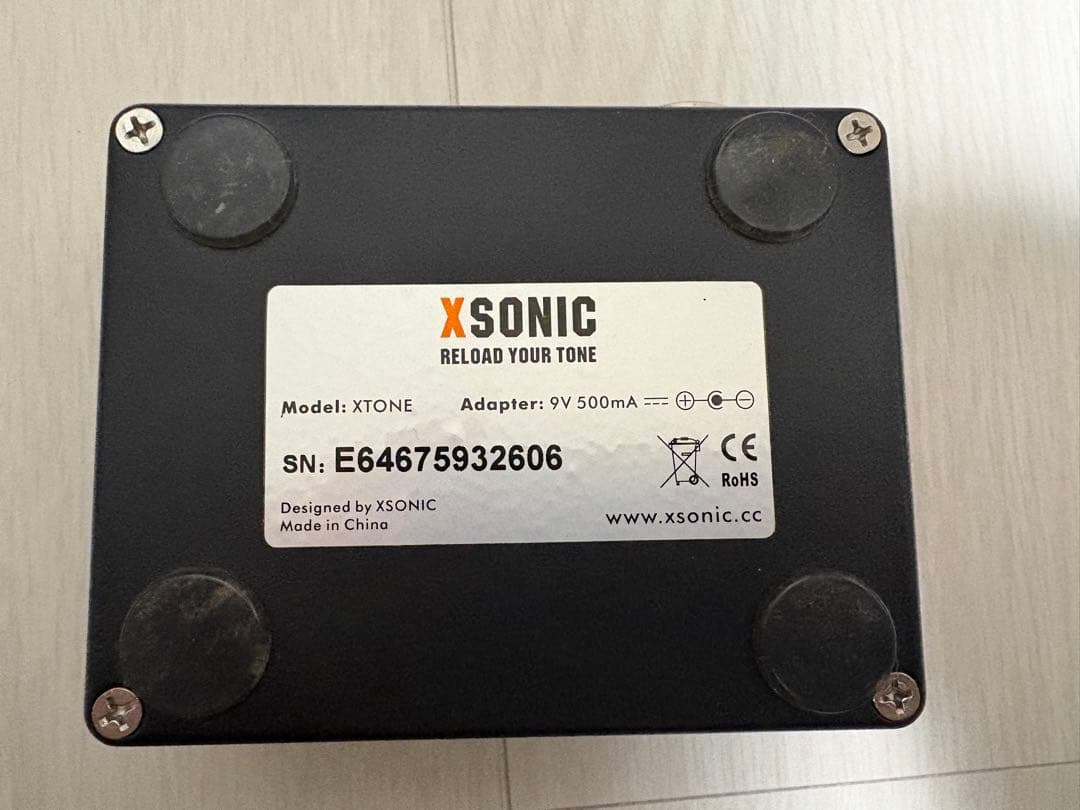 XSONIC
RELOAD YOUR TONE
Model: XTONE Adapter: 9V 500mA
SN: E64675932606
CE
RoHS
Designed by XSONIC
Made in China
www.xsonic.cc